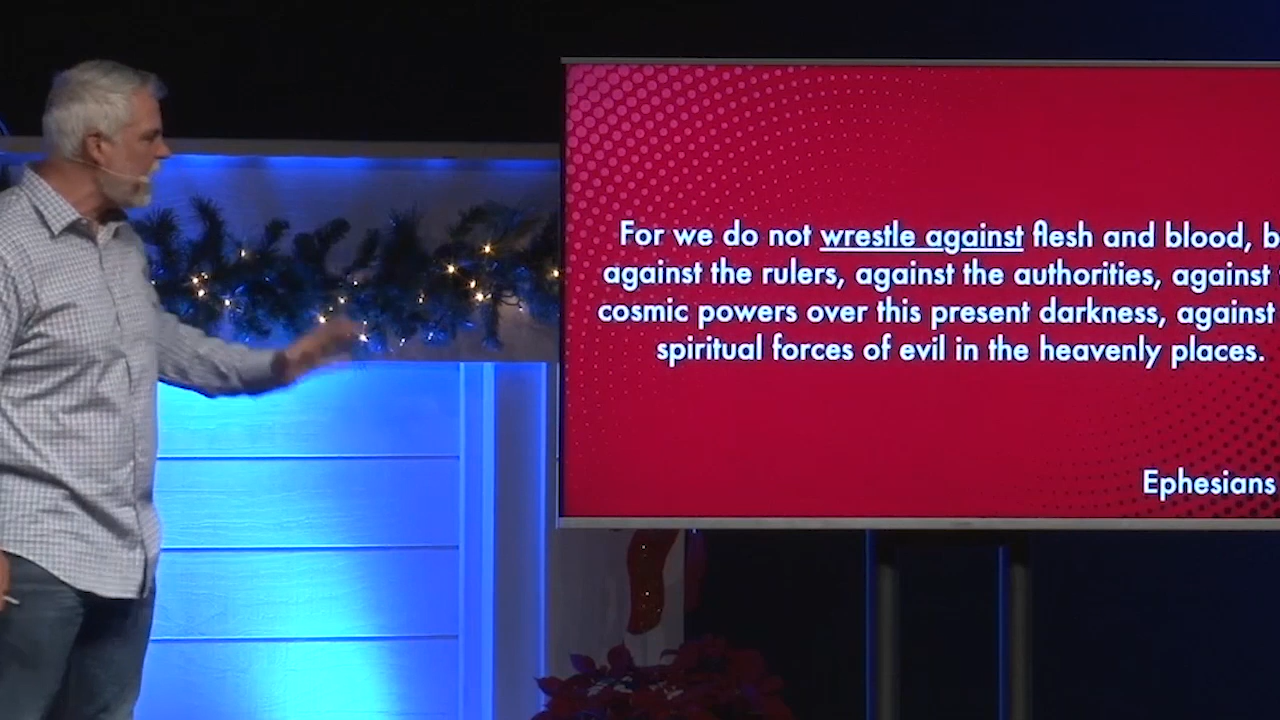 For we do not wrestle against flesh and blood, b
against the rulers, against the authorities, against
cosmic powers over this present darkness, against
spiritual forces of evil in the heavenly places.
Ephesians